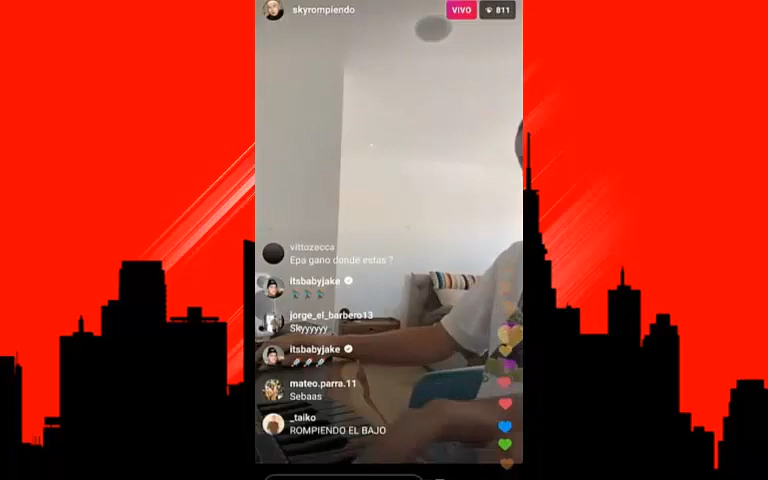 skyrompiendo
VIVO
811
vittozecca
Epa gano donde estas ?
itsbabyjake
jorge_el_barbero13
Skyyyyyy
itsbabyjake
mateo.parra.11
Sebaas
_taiko
ROMPIENDO EL BAJO